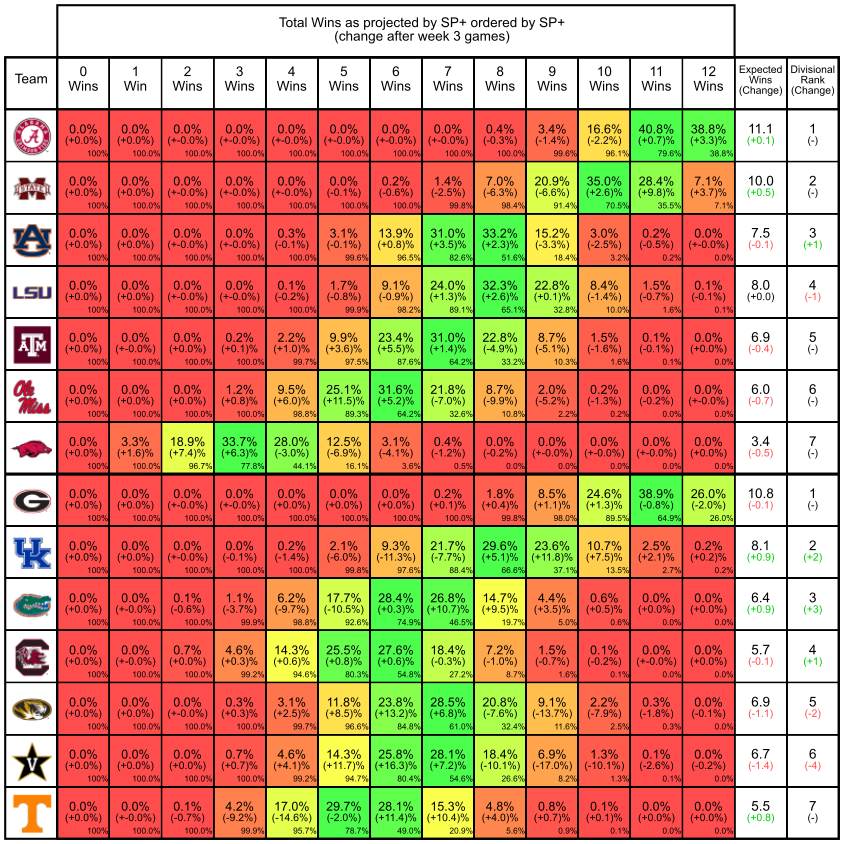 Total Wins as projected by SP+ ordered by SP+
(change after week 3 games)
Team 0 Wins 1 Win 2 Wins 3 Wins 4 Wins 5 Wins 6 Wins 7 Wins 8 Wins 9 Wins 10 Wins 11 Wins 12 Wins Expected Wins (Change) Divisional Rank (Change)
0.0% 0.0% 0.0% 0.0% 0.0% 0.0% 0.0% 0.0% 0.4% 3.4% 16.6% 40.8% 38.8% 11.1 1
A (+0.0%) (+-0.0%) (+-0.0%) (+-0.0%) (+-0.0%) (+-0.0%) (+-0.0%) (-0.0%) (-0.3%) (-1.4%) (-2.2%) (+0.7%) (+3.3%) (+0.1) (-)
100% 100.0% 100.0% 100.0% 100.0% 100.0% 100.0% 100.0% 100.0% 99.6% 96.1% 79.6% 38.8%
0.0% 0.0% 0.0% 0.0% 0.0% 0.0% 0.2% 1.4% 7.0% 20.9% 35.0% 28.4% 7.1% 10.0 2
STATE (+0.0%) (+-0.0%) (+-0.0%) (+-0.0%) (+-0.0%) (-0.1%) (-0.6%) (-2.5%) (-6.3%) (-6.6%) (+2.6%) (+9.8%) (+3.7%) (+0.5) (-)
100% 100.0% 100.0% 100.0% 100.0% 100.0% 100.0% 99.8% 98.4% 91.4% 70.5% 35.5% 7.1%
0.0% 0.0% 0.0% 0.0% 0.3% 3.1% 13.9% 31.0% 33.2% 15.2% 3.0% 0.2% 0.0% 7.5 3
AU (+0.0%) (+-0.0%) (+-0.0%) (-0.0%) (-0.1%) (-0.1%) (+0.8%) (+3.5%) (+2.3%) (-3.3%) (-2.5%) (-0.5%) (-0.0%) (-0.1) (+1)
100% 100.0% 100.0% 100.0% 100.0% 99.6% 96.5% 82.6% 51.6% 18.4% 3.2% 0.2% 0.0%
0.0% 0.0% 0.0% 0.0% 0.1% 1.7% 9.1% 24.0% 32.3% 22.8% 8.4% 1.5% 0.1% 8.0 4
LSU (+0.0%) (+-0.0%) (+-0.0%) (-0.0%) (-0.2%) (-0.8%) (-0.9%) (+1.3%) (+2.6%) (+0.1%) (-1.4%) (-0.7%) (-0.1%) (+0.0) (-1)
100% 100.0% 100.0% 100.0% 100.0% 99.9% 98.2% 89.1% 65.1% 32.8% 10.0% 1.6% 0.1%
0.0% 0.0% 0.0% 0.2% 2.2% 9.9% 23.4% 31.0% 22.8% 8.7% 1.5% 0.1% 0.0% 6.9 5
ATM (+0.0%) (+-0.0%) (+0.0%) (+0.1%) (+1.0%) (+3.6%) (+5.5%) (+1.4%) (-4.9%) (-5.1%) (-1.6%) (-0.1%) (+0.0%) (-0.4) (-)
100% 100.0% 100.0% 100.0% 99.7% 97.5% 87.6% 64.2% 33.2% 10.3% 1.6% 0.1% 0.0%
0.0% 0.0% 0.0% 1.2% 9.5% 25.1% 31.6% 21.8% 8.7% 2.0% 0.2% 0.0% 0.0% 6.0 6
Ole Miss (+0.0%) (+0.0%) (+0.0%) (+0.8%) (+6.0%) (+11.5%) (+5.2%) (-7.0%) (-9.9%) (-5.2%) (-1.3%) (-0.2%) (+-0.0%) (-0.7) (-)
100% 100.0% 100.0% 100.0% 98.8% 89.3% 64.2% 32.6% 10.8% 2.2% 0.2% 0.0% 0.0%
0.0% 3.3% 18.9% 33.7% 28.0% 12.5% 3.1% 0.4% 0.0% 0.0% 0.0% 0.0% 0.0% 3.4 7
(+0.0%) (+1.6%) (+7.4%) (+6.3%) (-3.0%) (-6.9%) (-4.1%) (-1.2%) (-0.2%) (+-0.0%) (+-0.0%) (+-0.0%) (+-0.0%) (-0.5) (-)
100% 100.0% 96.7% 77.8% 44.1% 16.1% 3.6% 0.5% 0.0% 0.0% 0.0% 0.0% 0.0%
0.0% 0.0% 0.0% 0.0% 0.0% 0.0% 0.0% 0.2% 1.8% 8.5% 24.6% 38.9% 26.0% 10.8 1
G (+0.0%) (+0.0%) (+0.0%) (+0.0%) (+0.0%) (+0.0%) (+0.0%) (+0.1%) (+0.4%) (+1.1%) (+1.3%) (-0.8%) (-2.0%) (-0.1) (-)
100% 100.0% 100.0% 100.0% 100.0% 100.0% 100.0% 100.0% 99.8% 98.0% 89.5% 64.9% 26.0%
0.0% 0.0% 0.0% 0.0% 0.2% 2.1% 9.3% 21.7% 29.6% 23.6% 10.7% 2.5% 0.2% 8.1 2
UK (+0.0%) (+0.0%) (+0.0%) (-0.1%) (-1.4%) (-6.0%) (-11.3%) (-7.7%) (+5.1%) (+11.8%) (+7.5%) (+2.1%) (+0.2%) (+0.9) (+2)
100% 100.0% 100.0% 100.0% 100.0% 99.8% 97.6% 88.4% 66.6% 37.1% 13.5% 2.7% 0.2%
0.0% 0.0% 0.1% 1.1% 6.2% 17.7% 28.4% 26.8% 14.7% 4.4% 0.6% 0.0% 0.0% 6.4 3
(+0.0%) (+-0.0%) (-0.6%) (-3.7%) (-9.7%) (-10.5%) (+0.3%) (+10.7%) (+9.5%) (+3.5%) (+0.5%) (+0.0%) (+0.0%) (+0.9) (+3)
100% 100.0% 100.0% 99.9% 98.8% 92.6% 74.9% 46.5% 19.7% 5.0% 0.6% 0.0% 0.0%
0.0% 0.0% 0.7% 4.6% 14.3% 25.5% 27.6% 18.4% 7.2% 1.5% 0.1% 0.0% 0.0% 5.7 4
(+0.0%) (+-0.0%) (+0.0%) (+0.3%) (+0.6%) (+0.8%) (+0.6%) (-0.3%) (-1.0%) (-0.7%) (-0.2%) (+-0.0%) (+0.0%) (-0.1) (+1)
100% 100.0% 100.0% 99.2% 94.6% 80.3% 54.8% 27.2% 8.7% 1.6% 0.1% 0.0% 0.0%
0.0% 0.0% 0.0% 0.3% 3.1% 11.8% 23.8% 28.5% 20.8% 9.1% 2.2% 0.3% 0.0% 6.9 5
(+0.0%) (+0.0%) (+0.0%) (+0.3%) (+2.5%) (+8.5%) (+13.2%) (+6.8%) (-7.6%) (-13.7%) (-7.9%) (-1.8%) (-0.1%) (-1.1) (-2)
100% 100.0% 100.0% 100.0% 99.7% 96.6% 84.8% 61.0% 32.4% 11.6% 2.5% 0.3% 0.0%
0.0% 0.0% 0.0% 0.7% 4.6% 14.3% 25.8% 28.1% 18.4% 6.9% 1.3% 0.1% 0.0% 6.7 6
V (+0.0%) (+0.0%) (+0.0%) (+0.7%) (+4.1%) (+11.7%) (+16.3%) (+7.2%) (-10.1%) (-17.0%) (-10.1%) (-2.6%) (-0.2%) (-1.4) (-4)
100% 100.0% 100.0% 100.0% 99.2% 94.7% 80.4% 54.6% 26.6% 8.2% 1.3% 0.1% 0.0%
0.0% 0.0% 0.1% 4.2% 17.0% 29.7% 28.1% 15.3% 4.8% 0.8% 0.1% 0.0% 0.0% 5.5 7
T (+0.0%) (+0.0%) (-0.7%) (-9.2%) (-14.6%) (-2.0%) (+11.4%) (+10.4%) (+4.0%) (+0.7%) (+0.1%) (+0.0%) (+0.0%) (+0.8) (-)
100% 100.0% 100.0% 99.9% 95.7% 78.7% 49.0% 20.9% 5.6% 0.9% 0.1% 0.0% 0.0%